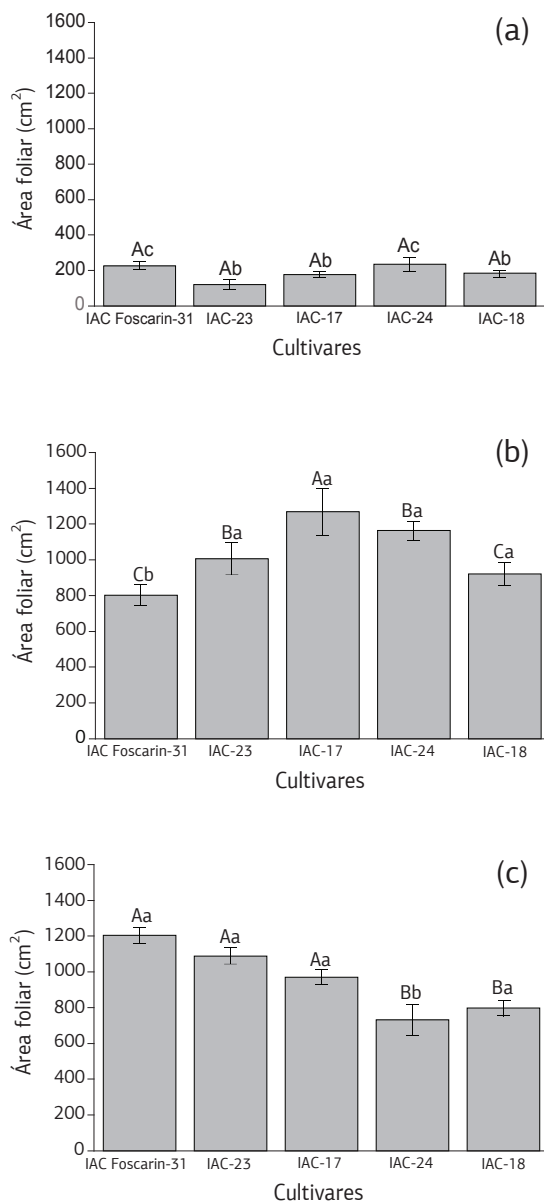 (a)
1600
1400
1200
1000
800
600
400
200
0
Área foliar (cm²)
Ac
Ab
Ab
Ac
Ab
IAC Foscarin-31 IAC-23 IAC-17 IAC-24 IAC-18
Cultivares
(b)
1600
1400
1200
1000
800
600
400
200
0
Área foliar (cm²)
Cb
Ba
Aa
Ba
Ca
IAC Foscarin-31 IAC-23 IAC-17 IAC-24 IAC-18
Cultivares
(c)
1600
1400
1200
1000
800
600
400
200
0
Área foliar (cm²)
Aa
Aa
Aa
Bb
Ba
IAC Foscarin-31 IAC-23 IAC-17 IAC-24 IAC-18
Cultivares